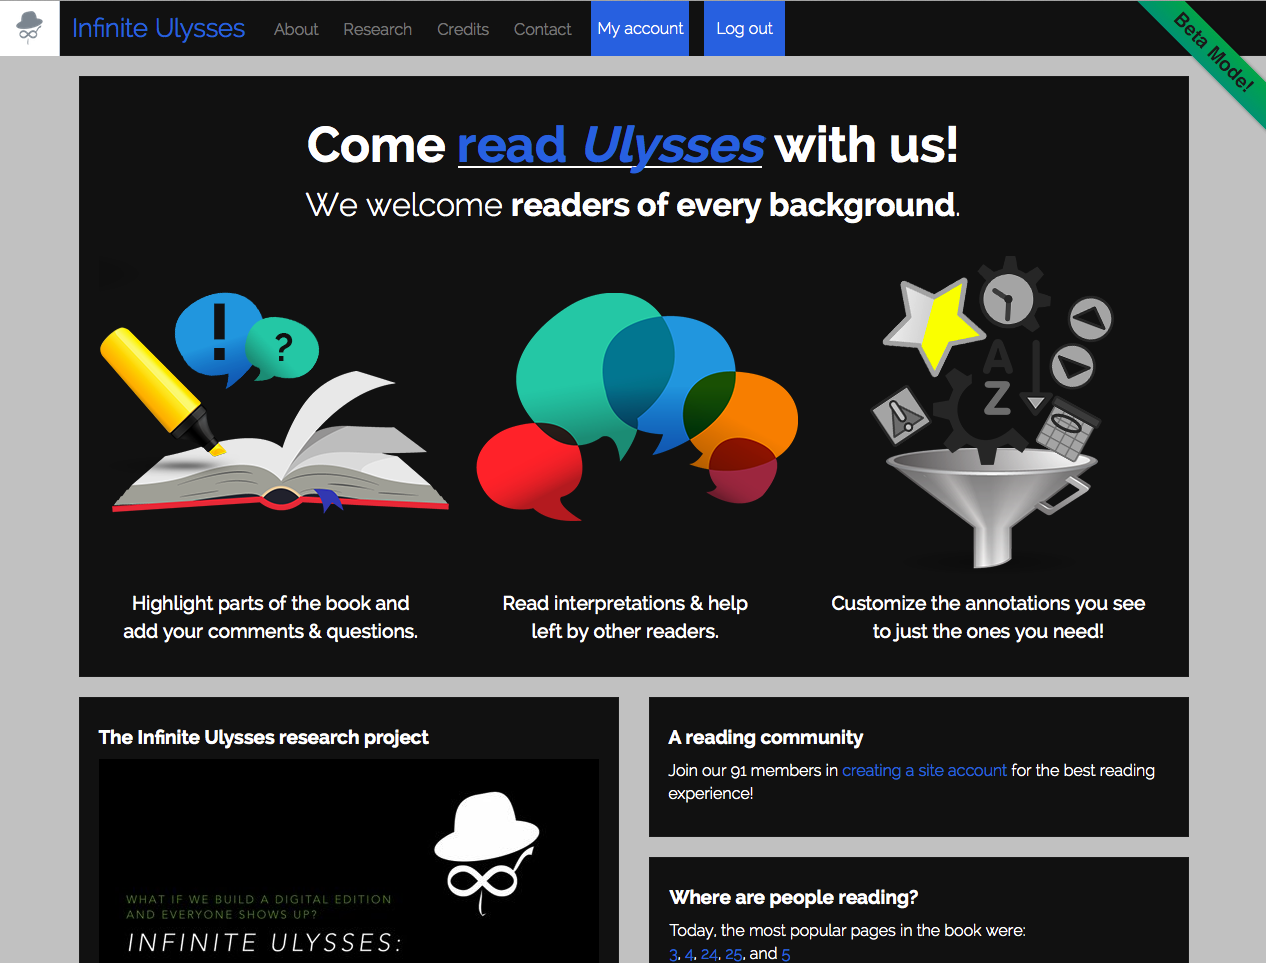 Infinite Ulysses About Research Credits Contact My account Log out
Beta Mode!
Come read Ulysses with us!
We welcome readers of every background.
! ?
A
Z
Highlight parts of the book and
add your comments & questions.
Read interpretations & help
left by other readers.
Customize the annotations you see
to just the ones you need!
The Infinite Ulysses research project
WHAT IF WE BUILD A DIGITAL EDITION
AND EVERYONE SHOWS UP?
INFINITE ULYSSES:
A reading community
Join our 91 members in creating a site account for the best reading
experience!
Where are people reading?
Today, the most popular pages in the book were:
3, 4, 24, 25, and 5